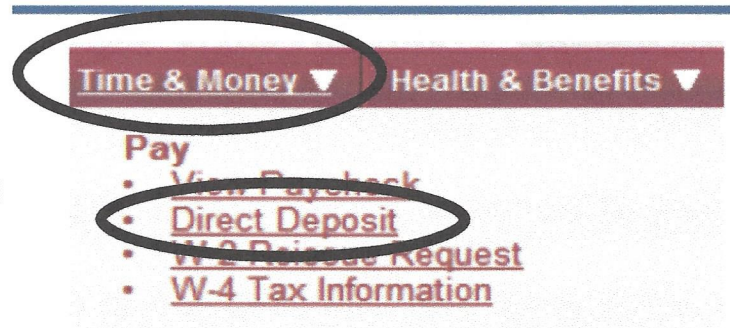 Time & Money ▼ Health & Benefits ▼
Pay
• View Paycheck
• Direct Deposit
• W-2 Reissue Request
• W-4 Tax Information